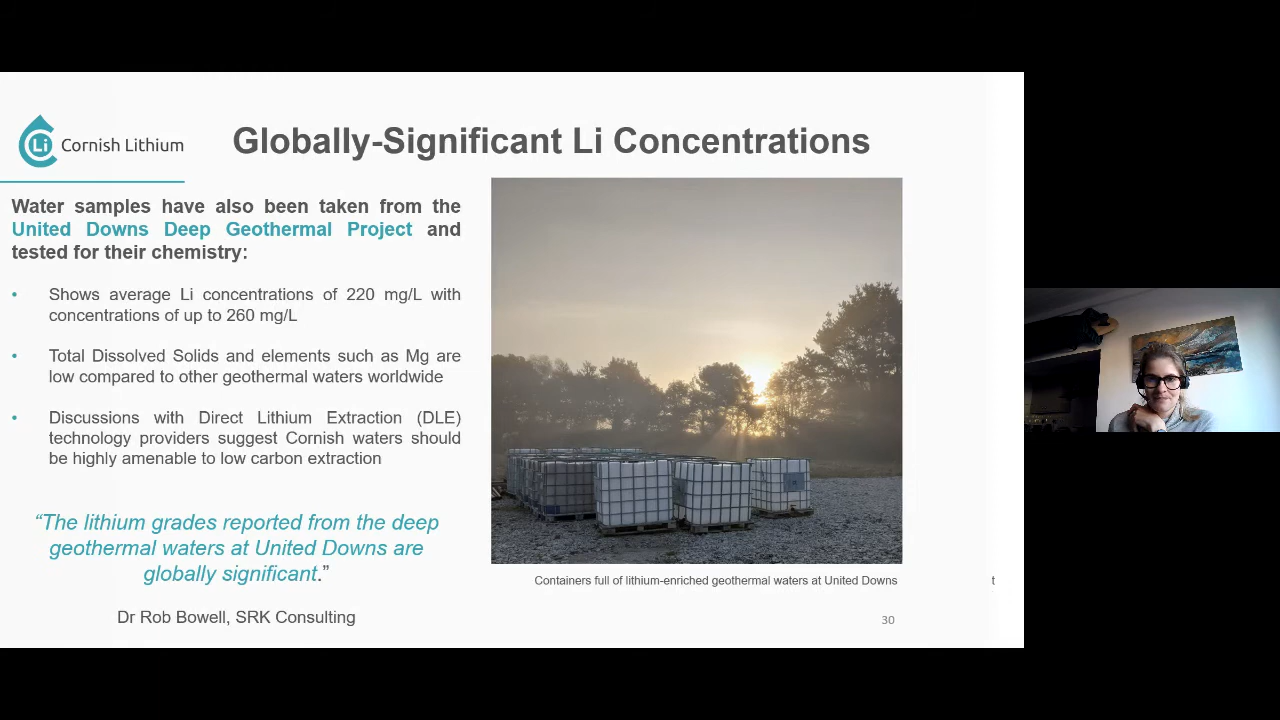 Li Cornish Lithium
Globally-Significant Li Concentrations
Water samples have also been taken from the
United Downs Deep Geothermal Project and
tested for their chemistry:
• Shows average Li concentrations of 220 mg/L with
concentrations of up to 260 mg/L
• Total Dissolved Solids and elements such as Mg are
low compared to other geothermal waters worldwide
• Discussions with Direct Lithium Extraction (DLE)
technology providers suggest Cornish waters should
be highly amenable to low carbon extraction
“The lithium grades reported from the deep
geothermal waters at United Downs are
globally significant.”
Dr Rob Bowell, SRK Consulting
Containers full of lithium-enriched geothermal waters at United Downs
t
30